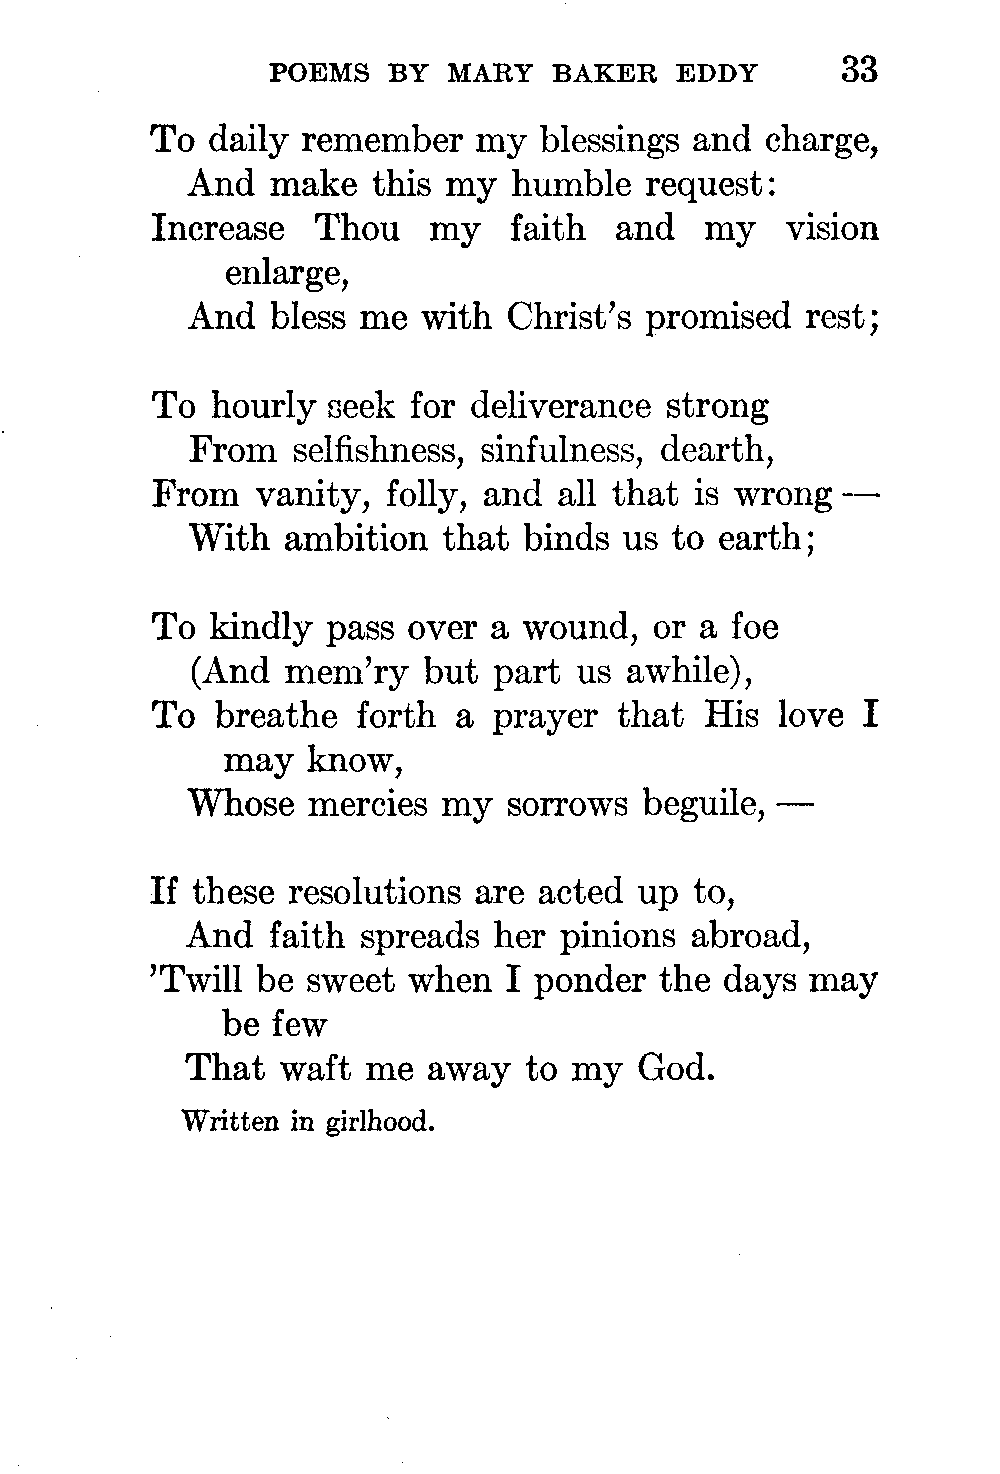 POEMS BY MARY BAKER EDDY 33
To daily remember my blessings and charge,
And make this my humble request:
Increase Thou my faith and my vision
enlarge,
And bless me with Christ's promised rest;
To hourly seek for deliverance strong
From selfishness, sinfulness, dearth,
From vanity, folly, and all that is wrong —
With ambition that binds us to earth;
To kindly pass over a wound, or a foe
(And mem'ry but part us awhile),
To breathe forth a prayer that His love I
may know,
Whose mercies my sorrows beguile, —
If these resolutions are acted up to,
And faith spreads her pinions abroad,
'Twill be sweet when I ponder the days may
be few
That waft me away to my God.
Written in girlhood.